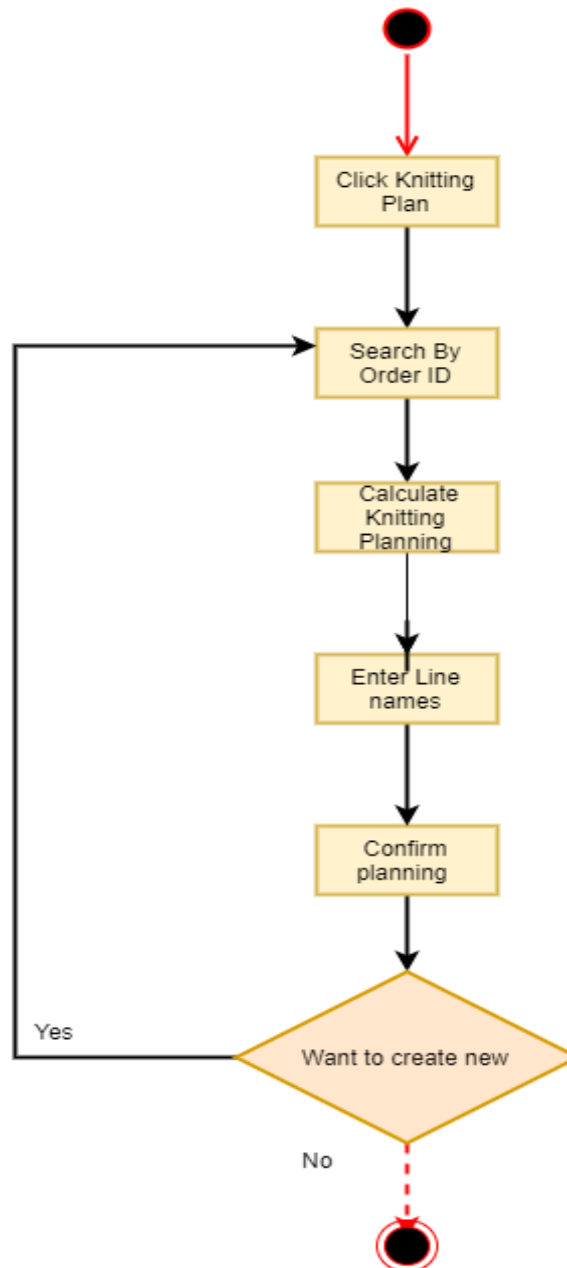 Click Knitting
Plan
Search By
Order ID
Calculate
Knitting
Planning
Enter Line
names
Confirm
planning
Yes
Want to create new
No